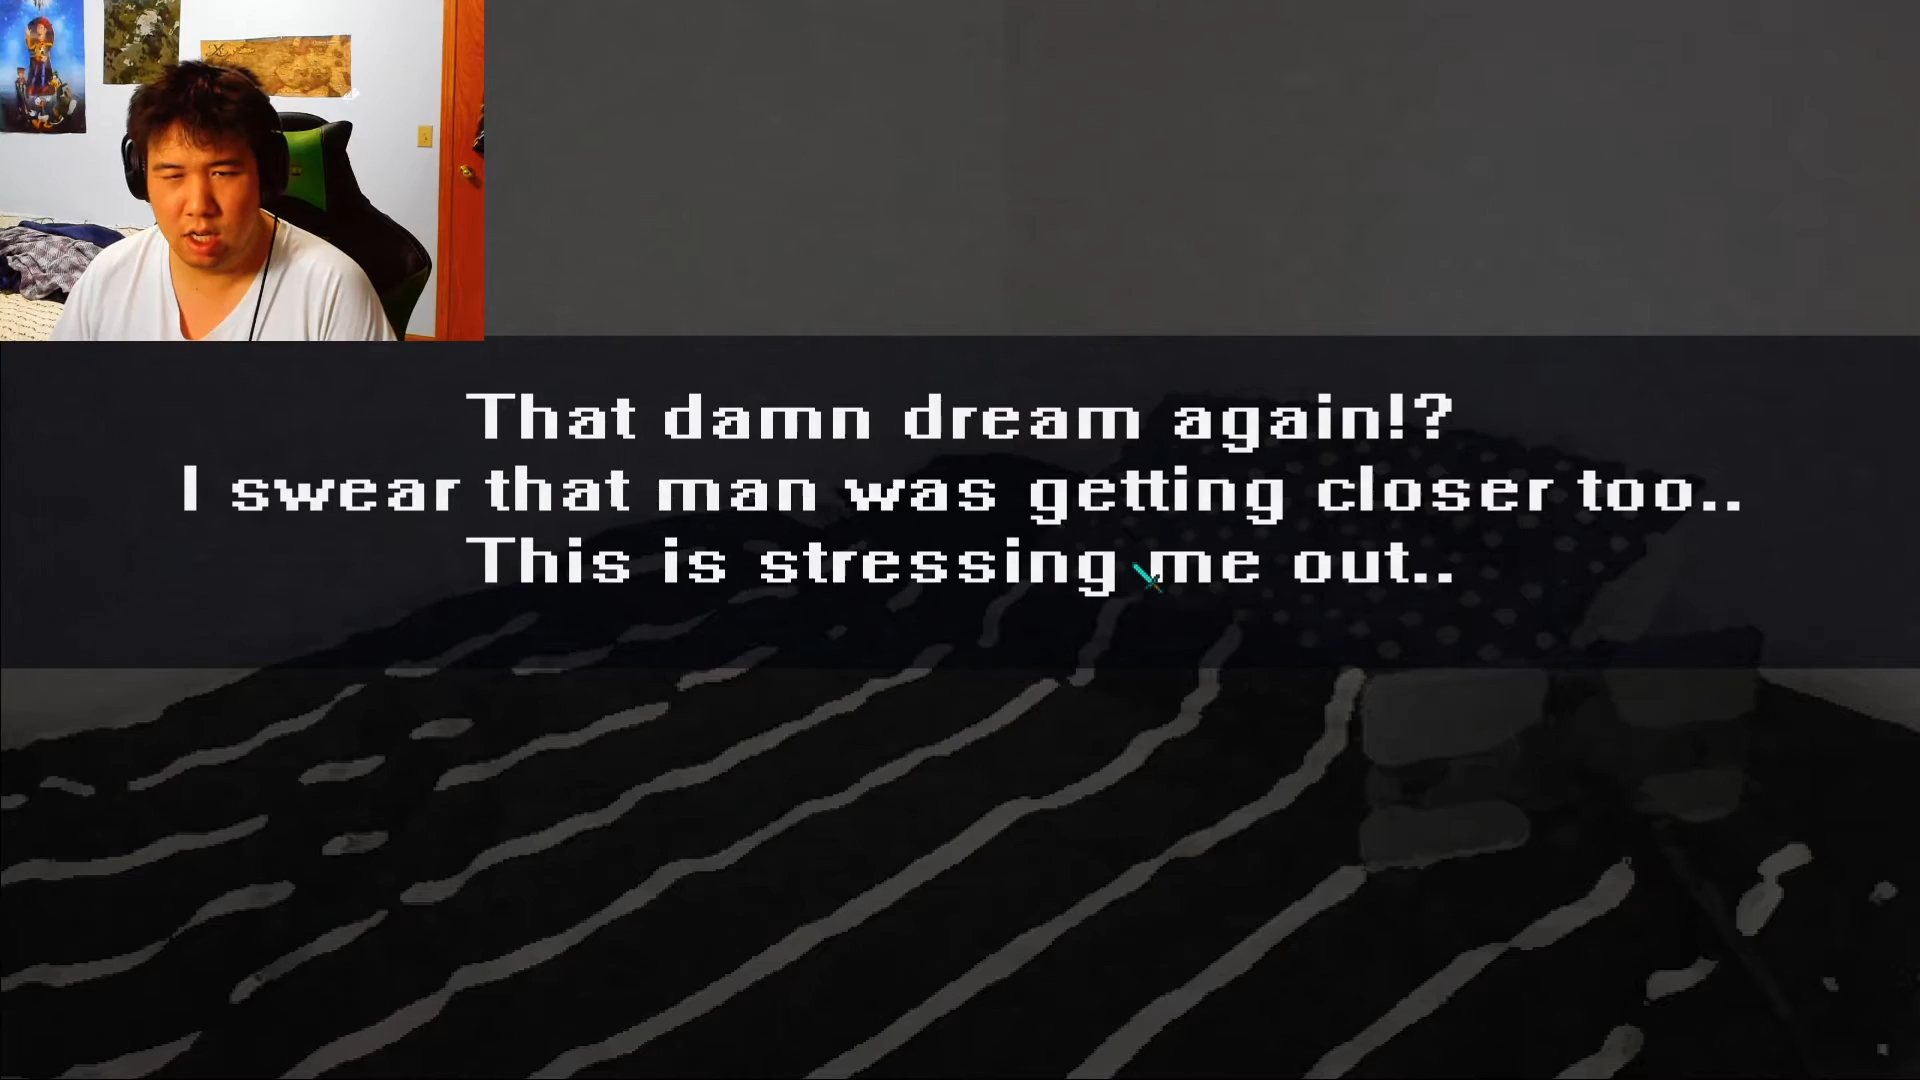 That damn dream again!?
I swear that man was getting closer too..
This is stressing me out..